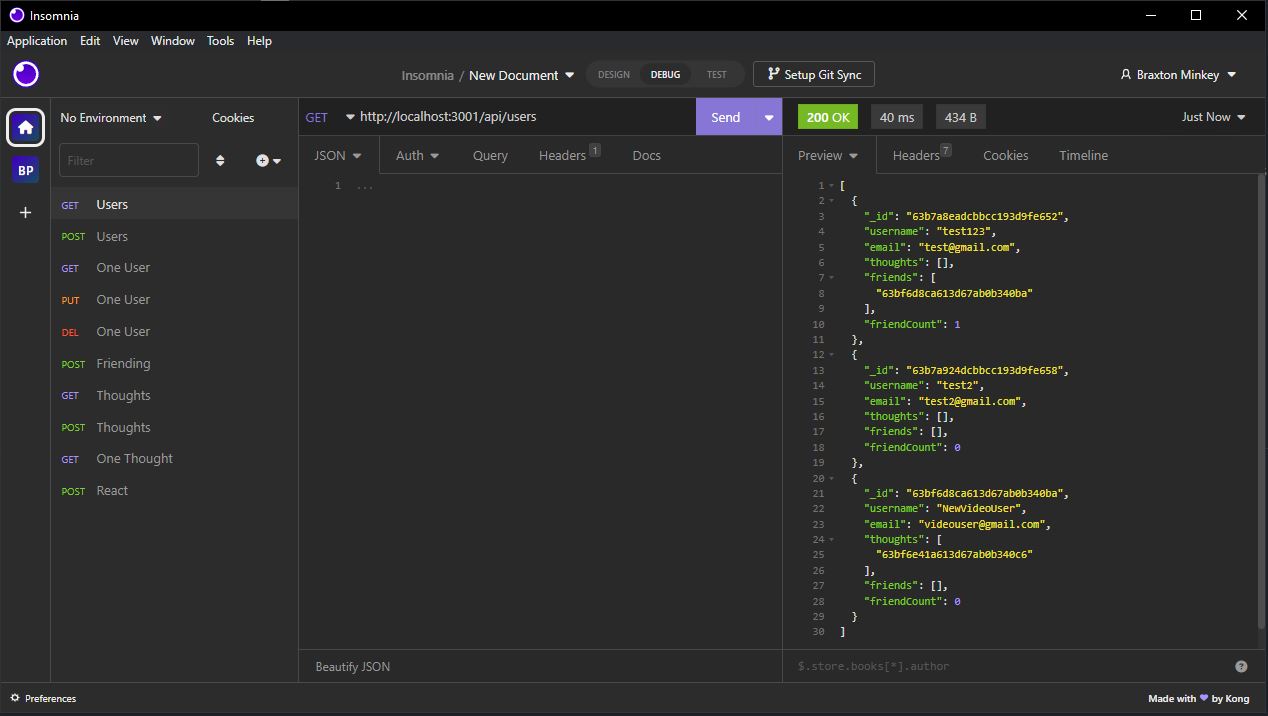 Insomnia
Application Edit View Window Tools Help
Insomnia / New Document DESIGN DEBUG TEST Setup Git Sync Braxton Minkey
No Environment Cookies
GET http://localhost:3001/api/users Send
200 OK 40 ms 434 B Just Now
Filter
BP
JSON Auth Query Headers 1 Docs
Preview Headers 7 Cookies Timeline
GET Users
POST Users
GET One User
PUT One User
DEL One User
POST Friending
GET Thoughts
POST Thoughts
GET One Thought
POST React
1 ...
1 [
2 {
3 "_id": "63b7a8eadcbbcc193d9fe652",
4 "username": "test123",
5 "email": "test@gmail.com",
6 "thoughts": [],
7 "friends": [
8 "63bf6d8ca613d67ab0b340ba"
9 ],
10 "friendCount": 1
11 },
12 {
13 "_id": "63b7a924dcbbcc193d9fe658",
14 "username": "test2",
15 "email": "test2@gmail.com",
16 "thoughts": [],
17 "friends": [],
18 "friendCount": 0
19 },
20 {
21 "_id": "63bf6d8ca613d67ab0b340ba",
22 "username": "NewVideoUser",
23 "email": "videouser@gmail.com",
24 "thoughts": [
25 "63bf6e41a613d67ab0b340c6"
26 ],
27 "friends": [],
28 "friendCount": 0
29 }
30 ]
Beautify JSON
$.store.books[*].author ?
Preferences
Made with ♥ by Kong